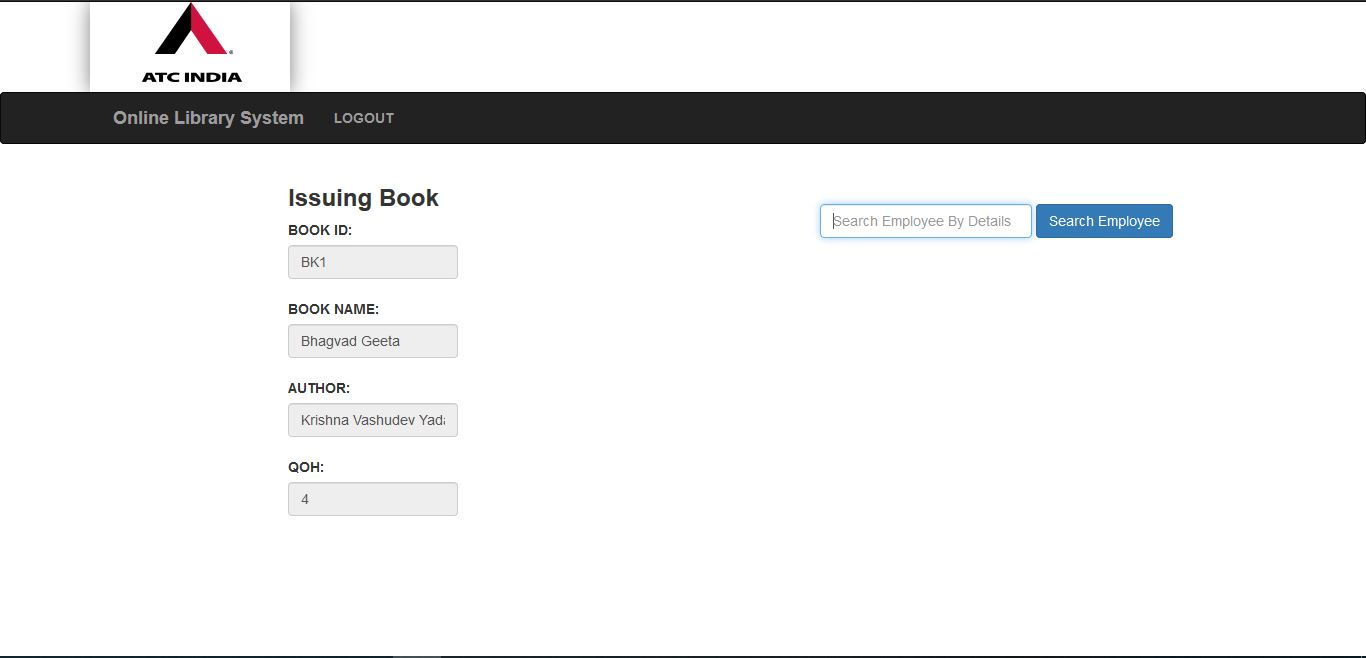 ATC INDIA
Online Library System
LOGOUT
Issuing Book
Search Employee By Details
Search Employee
BOOK ID:
BK1
BOOK NAME:
Bhagvad Geeta
AUTHOR:
Krishna Vashudev Yada
QOH:
4